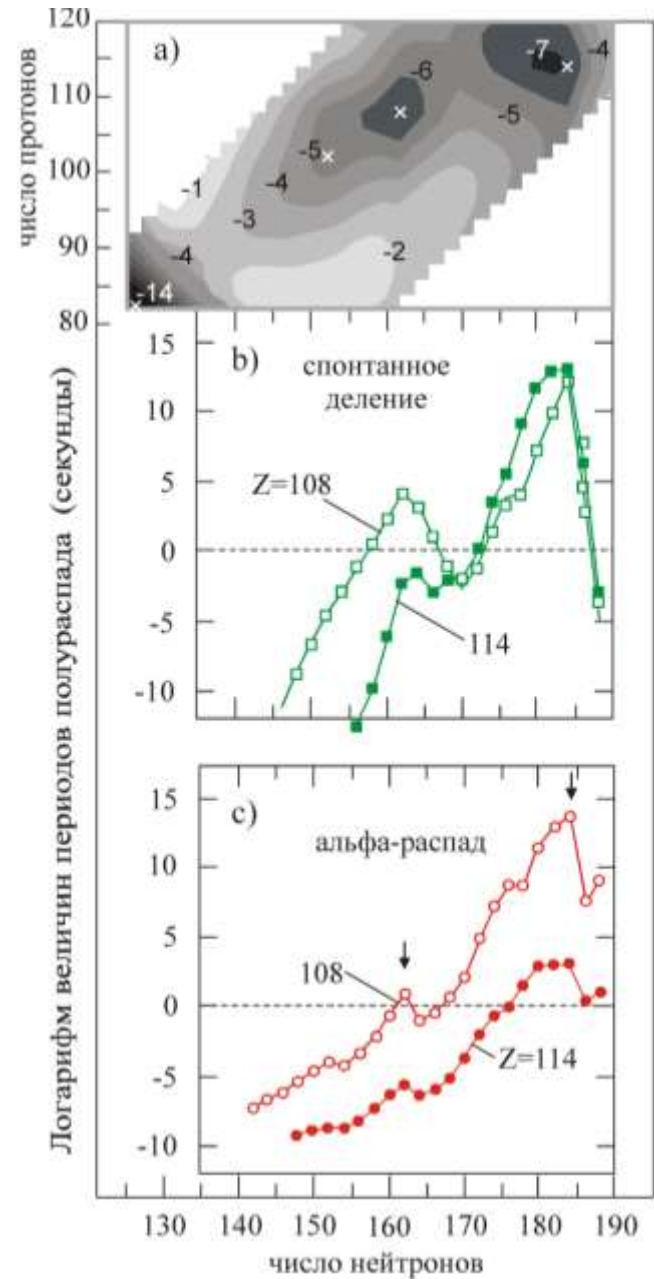 120
a)
-7
-4
-6
110
-5
-5
100
-1
-4
-3
90
-4
-2
-14
80
число протонов
Логарифм величин периодов полураспада (секунды)
b)
спонтанное
деление
15
10
5
0
-5
-10
Z=108
114
c)
альфа-распад
15
10
5
0
-5
-10
108
Z=114
130 140 150 160 170 180 190
число нейтронов